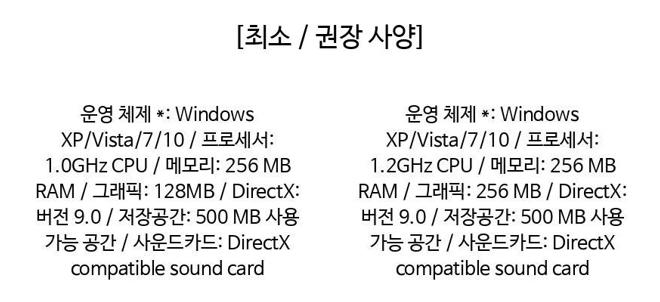 [최소 / 권장 사양]
운영 체제 *: Windows
XP/Vista/7/10 / 프로세서:
1.0GHz CPU / 메모리: 256 MB
RAM / 그래픽: 128MB / DirectX:
버전 9.0 / 저장공간: 500 MB 사용
가능 공간 / 사운드카드: DirectX
compatible sound card
운영 체제 *: Windows
XP/Vista/7/10 / 프로세서:
1.2GHz CPU / 메모리: 256 MB
RAM / 그래픽: 256 MB / DirectX:
버전 9.0 / 저장공간: 500 MB 사용
가능 공간 / 사운드카드: DirectX
compatible sound card